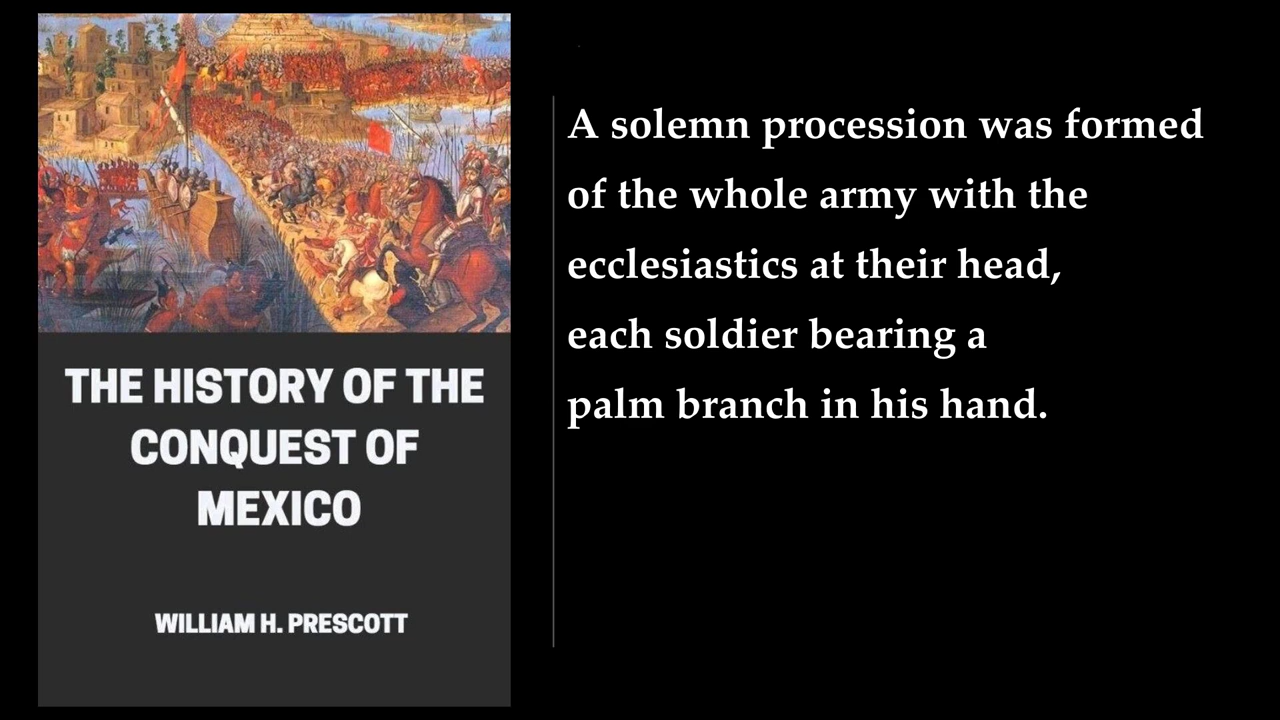 THE HISTORY OF THE
CONQUEST OF
MEXICO
WILLIAM H. PRESCOTT
A solemn procession was formed
of the whole army with the
ecclesiastics at their head,
each soldier bearing a
palm branch in his hand.